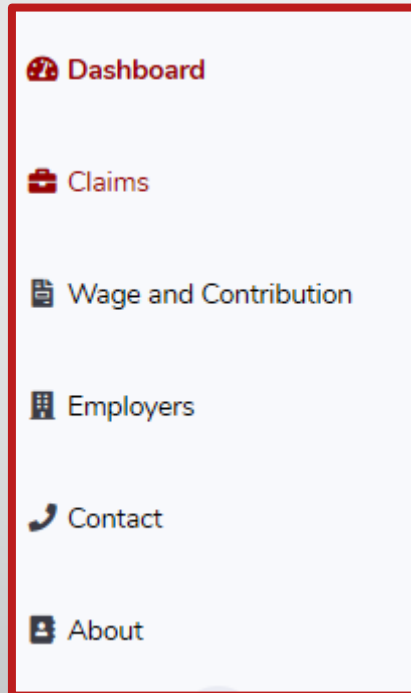 Dashboard
Claims
Wage and Contribution
Employers
Contact
About